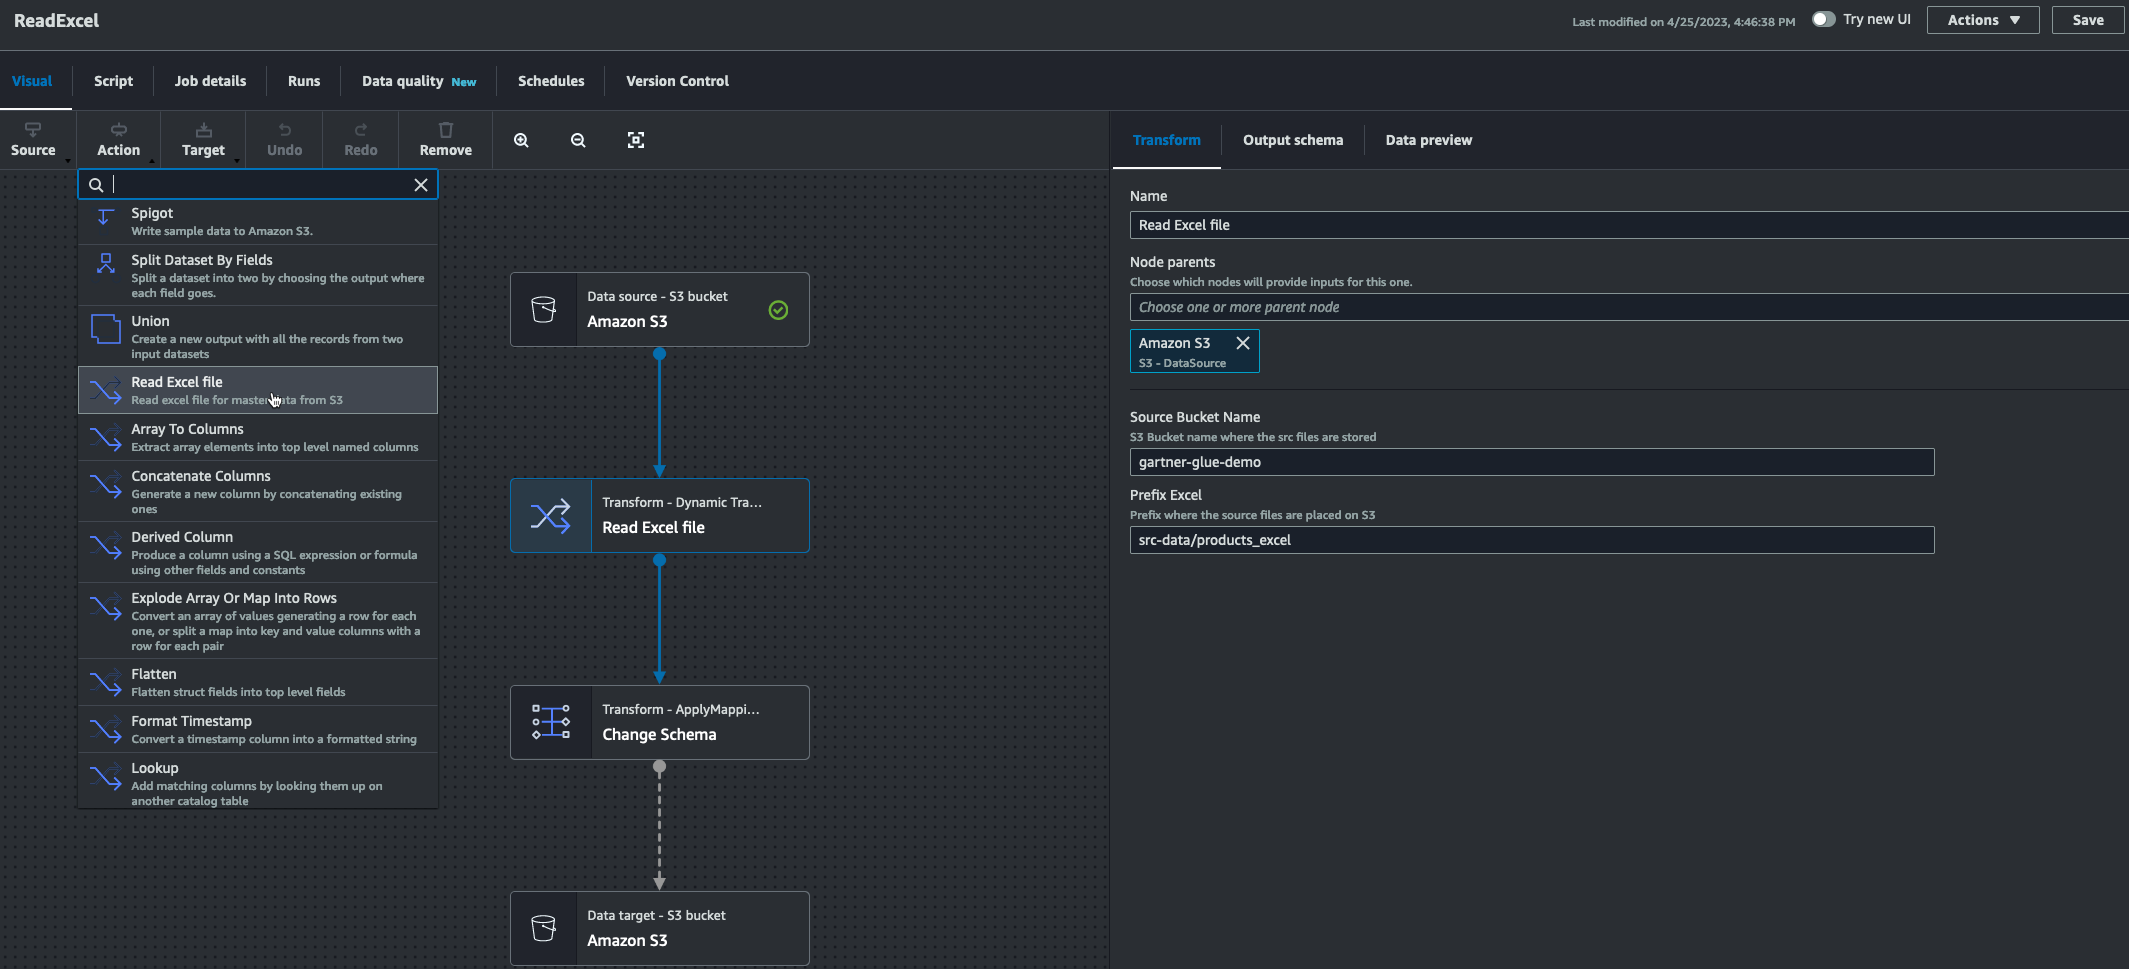 ReadExcel
Last modified on 4/25/2023, 4:46:38 PM
Try new UI
Actions
Save
Visual
Script
Job details
Runs
Data quality New
Schedules
Version Control
Source
Action
Target
Undo
Redo
Remove
Spigot
Write sample data to Amazon S3.
Split Dataset By Fields
Split a dataset into two by choosing the output where
each field goes.
Union
Create a new output with all the records from two
input datasets
Read Excel file
Read excel file for master data from S3
Array To Columns
Extract array elements into top level named columns
Concatenate Columns
Generate a new column by concatenating existing
ones
Derived Column
Produce a column using a SQL expression or formula
using other fields and constants
Explode Array Or Map Into Rows
Convert an array of values generating a row for each
one, or split a map into key and value columns with a
row for each pair
Flatten
Flatten struct fields into top level fields
Format Timestamp
Convert a timestamp column into a formatted string
Lookup
Add matching columns by looking them up on
another catalog table
Data source - S3 bucket
Amazon S3
Transform - Dynamic Tra...
Read Excel file
Transform - ApplyMappi...
Change Schema
Data target - S3 bucket
Amazon S3
Transform
Output schema
Data preview
Name
Read Excel file
Node parents
Choose which nodes will provide inputs for this one.
Choose one or more parent node
Amazon S3
S3 - DataSource
Source Bucket Name
S3 Bucket name where the src files are stored
gartner-glue-demo
Prefix Excel
Prefix where the source files are placed on S3
src-data/products_excel